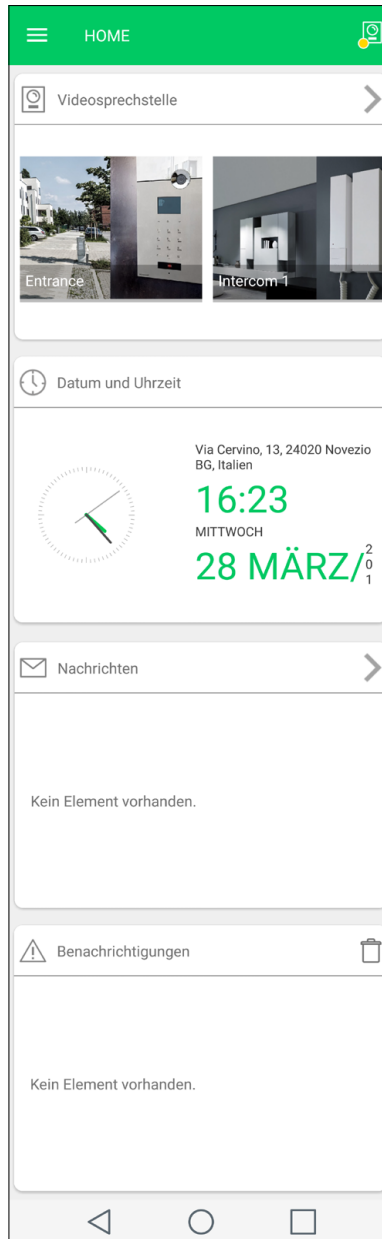 HOME
Videosprechstelle
Entrance
Intercom 1
Datum und Uhrzeit
Via Cervino, 13, 24020 Novezio
BG, Italien
16:23
MITTWOCH
28 MÄRZ/
2
0
1
Nachrichten
Kein Element vorhanden.
Benachrichtigungen
Kein Element vorhanden.